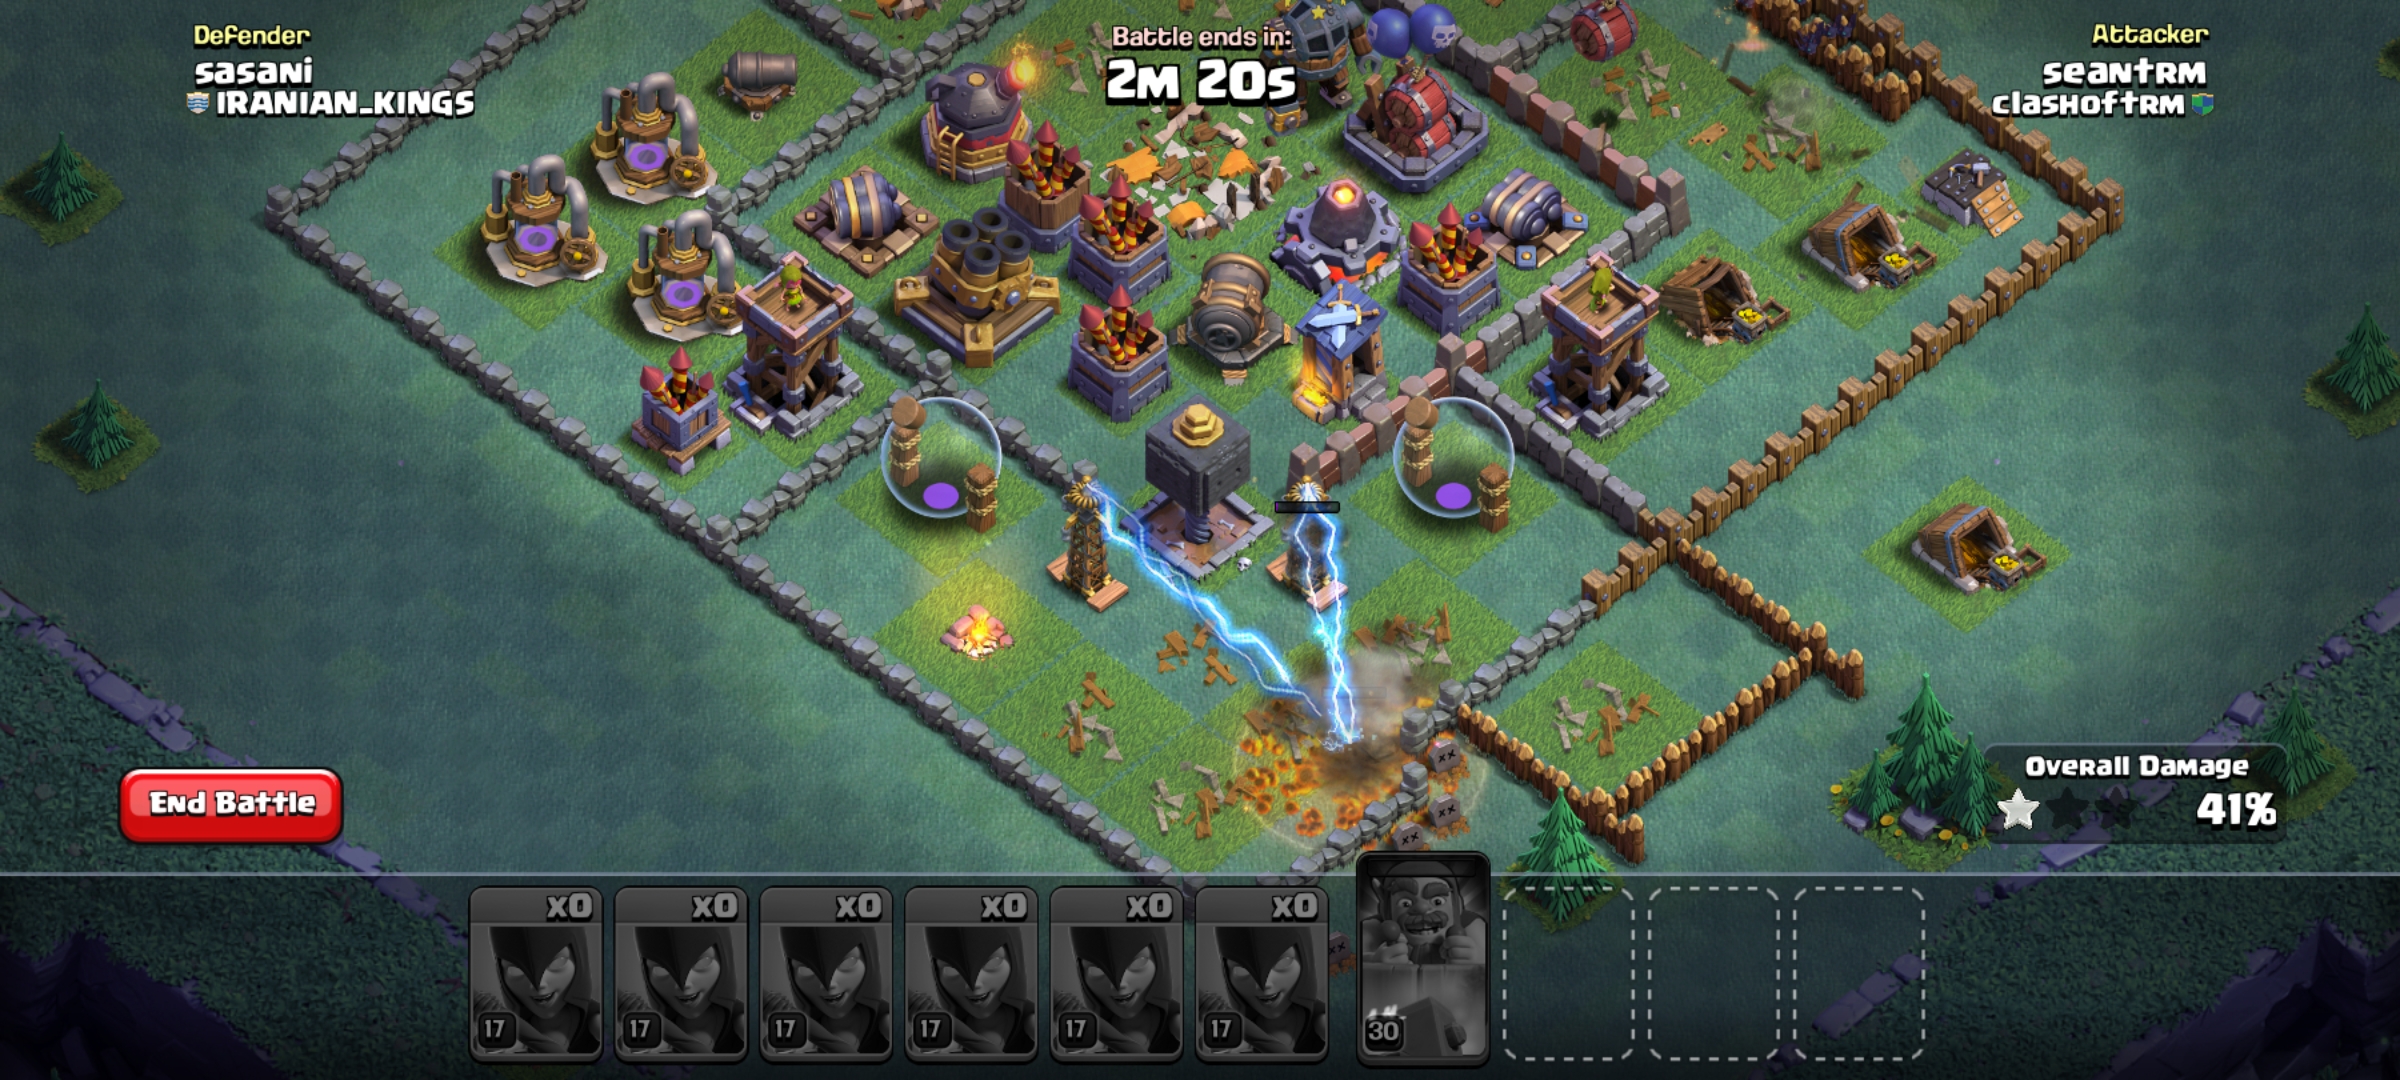 Defender
sasani
IRANIAN_KINGS
Battle ends in:
2M 20s
Attacker
seantRM
clashoftRM
End Battle
Overall Damage
41%
x0
x0
x0
x0
x0
x0
17
17
17
17
17
17
30